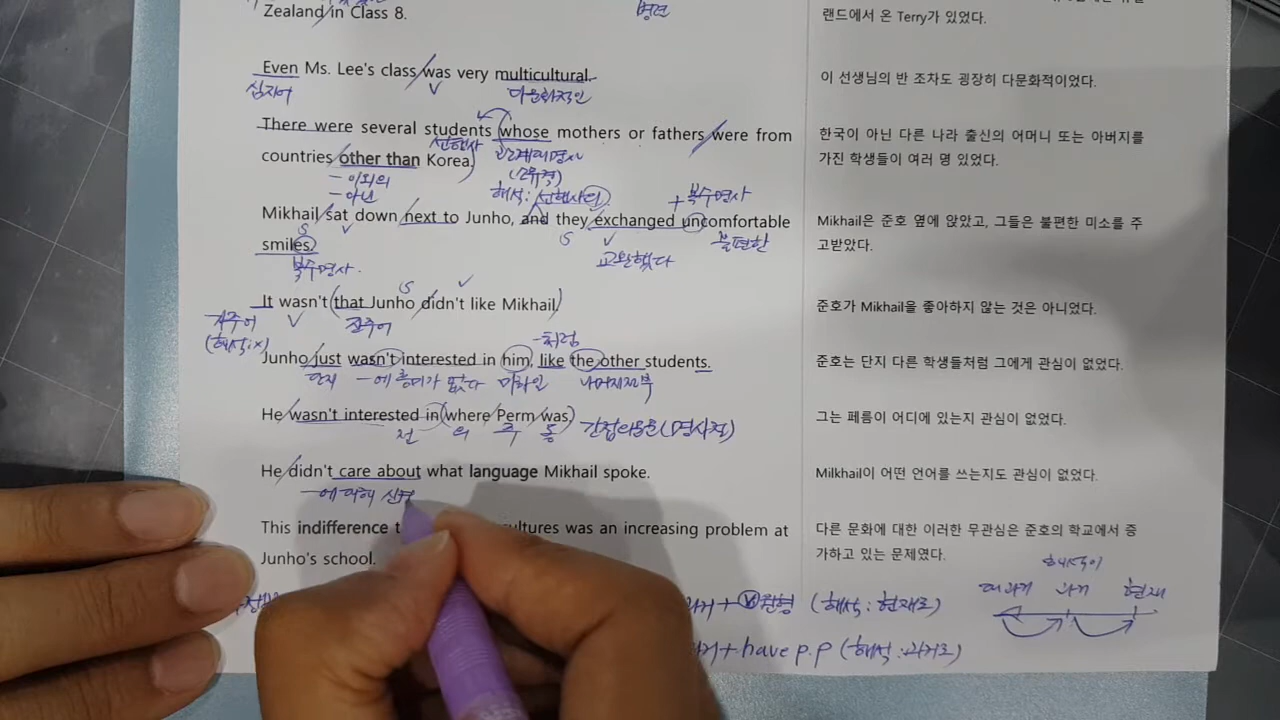 Zealand in Class 8.
병렬
랜드에서 온 Terry가 있었다.
Even Ms. Lee's class was very multicultural.
이 선생님의 반 조차도 굉장히 다문화적이었다.
심지어
V
다문화적인
There were several students whose mothers or fathers were from
한국이 아닌 다른 나라 출신의 어머니 또는 아버지를
선행사
관계대명사
countries other than Korea.
가진 학생들이 여러 명 있었다.
(소유격)
- 이외의
- 아닌
해석: 선행사의
+ 복수명사
Mikhail sat down next to Junho, and they exchanged uncomfortable
Mikhail은 준호 옆에 앉았고, 그들은 불편한 미소를 주
S
V
S
V
불편한
smiles.
고받았다.
교환했다
복수명사.
S
It wasn't (that Junho didn't like Mikhail)
준호가 Mikhail을 좋아하지 않는 것은 아니었다.
가주어
V
진주어
(해석:x)
-처럼
Junho just wasn't interested in him, like the other students.
준호는 단지 다른 학생들처럼 그에게 관심이 없었다.
단지
-에 흥미가 없었다
미하일
나머지전부
He wasn't interested in (where Perm was)
그는 페름이 어디에 있는지 관심이 없었다.
전
의
주
동
간접의문문(명사절)
He didn't care about what language Mikhail spoke.
Milkhail이 어떤 언어를 쓰는지도 관심이 없었다.
-에 대해
This indifference
cultures was an increasing problem at
다른 문화에 대한 이러한 무관심은 준호의 학교에서 증
Junho's school.
가하고 있는 문제였다.
해석이
대과거
과거
현재
+ V원형 (해석: 현재로)
+ have p.p (해석: 과거로)